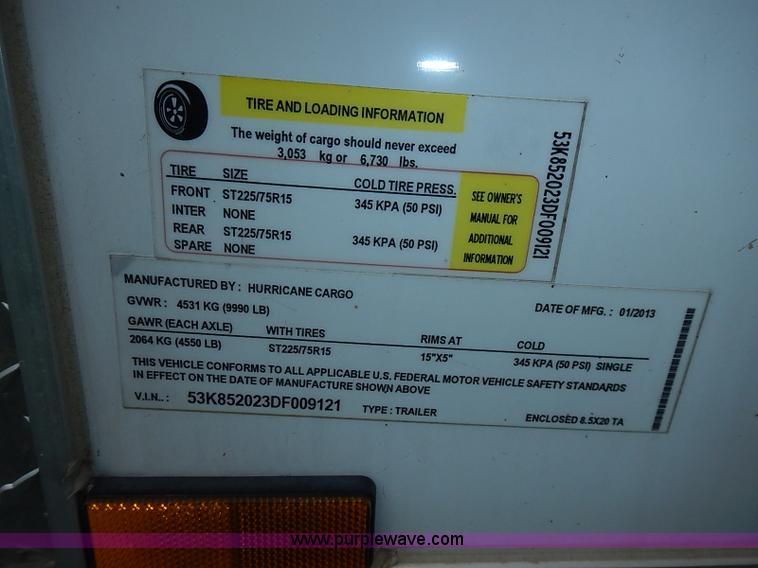 TIRE AND LOADING INFORMATION
The weight of cargo should never exceed
3,053 kg or 6,730 lbs.
TIRE SIZE COLD TIRE PRESS.
FRONT ST225/75R15 345 KPA (50 PSI)
INTER NONE
REAR ST225/75R15 345 KPA (50 PSI)
SPARE NONE
SEE OWNER'S
MANUAL FOR
ADDITIONAL
INFORMATION
53K852023DF009121
MANUFACTURED BY : HURRICANE CARGO
GVWR : 4531 KG (9990 LB) DATE OF MFG. : 01/2013
GAWR (EACH AXLE) WITH TIRES RIMS AT COLD
2064 KG (4550 LB) ST225/75R15 15"X5" 345 KPA (50 PSI) SINGLE
THIS VEHICLE CONFORMS TO ALL APPLICABLE U.S. FEDERAL MOTOR VEHICLE SAFETY STANDARDS
IN EFFECT ON THE DATE OF MANUFACTURE SHOWN ABOVE
V.I.N.. : 53K852023DF009121 TYPE : TRAILER ENCLOSED 8.5X20 TA
www.purplewave.com